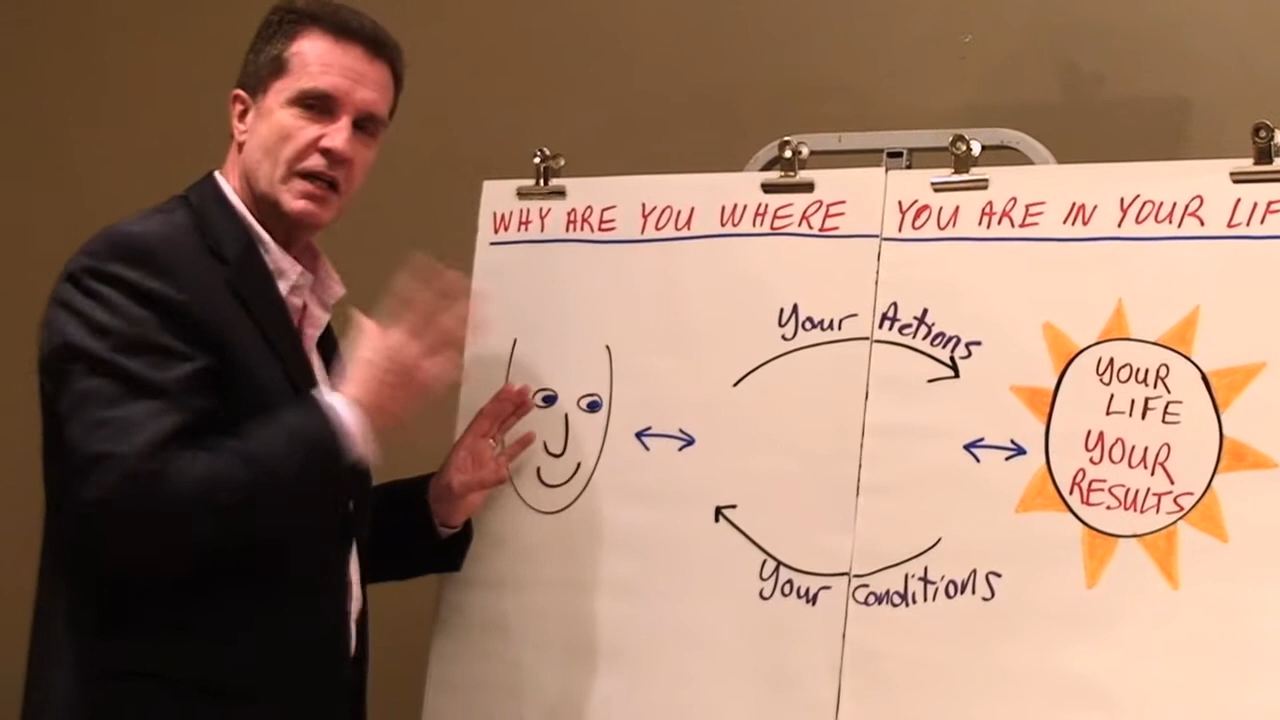 WHY ARE YOU WHERE YOU ARE IN YOUR LIF
Your Actions
YOUR
LIFE
YOUR
RESULTS
Your Conditions